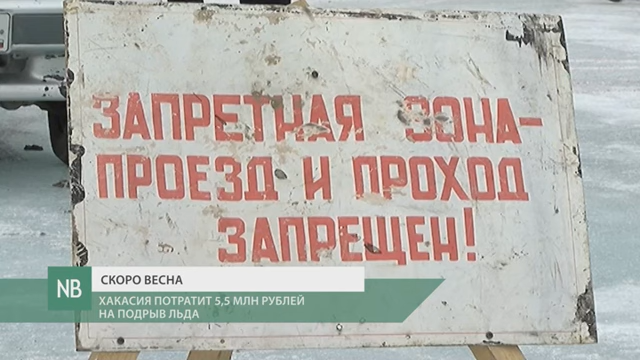 ЗАПРЕТНАЯ ЗОНА-
ПРОЕЗД И ПРОХОД
ЗАПРЕЩЕН!
NB
СКОРО ВЕСНА
ХАКАСИЯ ПОТРАТИТ 5,5 МЛН РУБЛЕЙ
НА ПОДРЫВ ЛЬДА